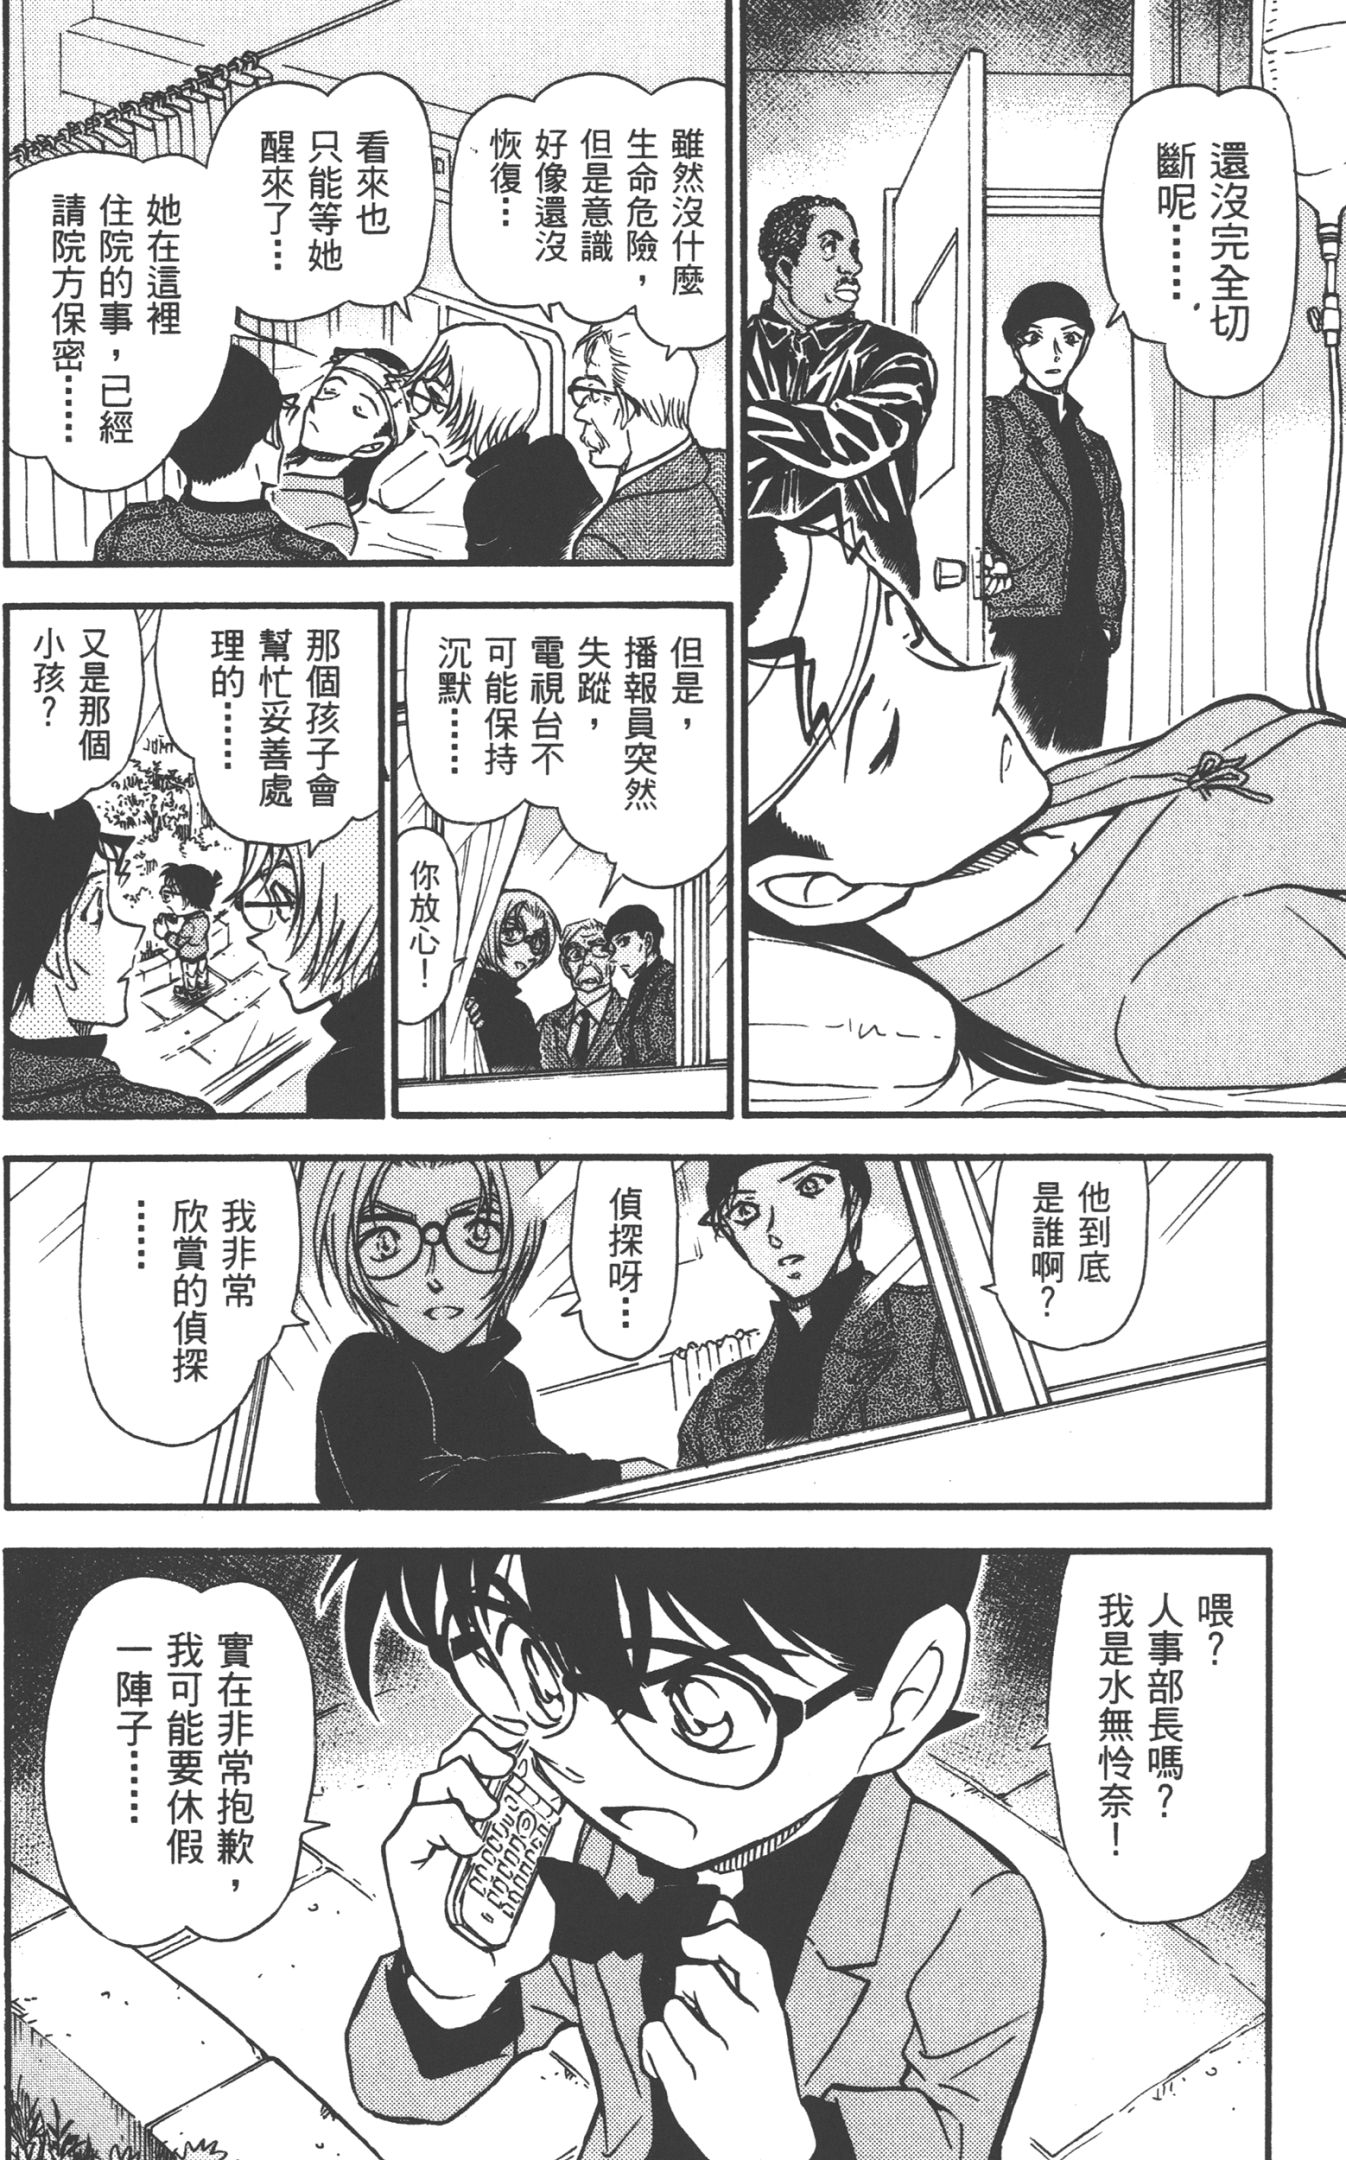 還沒完全切
斷呢……
雖然沒什麼
生命危險，
但是意識
好像還沒
恢復…
看來也
只能等她
醒來了…
她在這裡
住院的事，已經
請院方保密……
但是，
播報員突然
失蹤，
電視台不
可能保持
沉默……
你放心！
那個孩子會
幫忙妥善處
理的……
又是那個
小孩？
他到底
是誰啊？
偵探呀…
我非常
欣賞的偵探
……
喂？
人事部長嗎？
我是水無怜奈！
實在非常抱歉，
我可能要休假
一陣子……